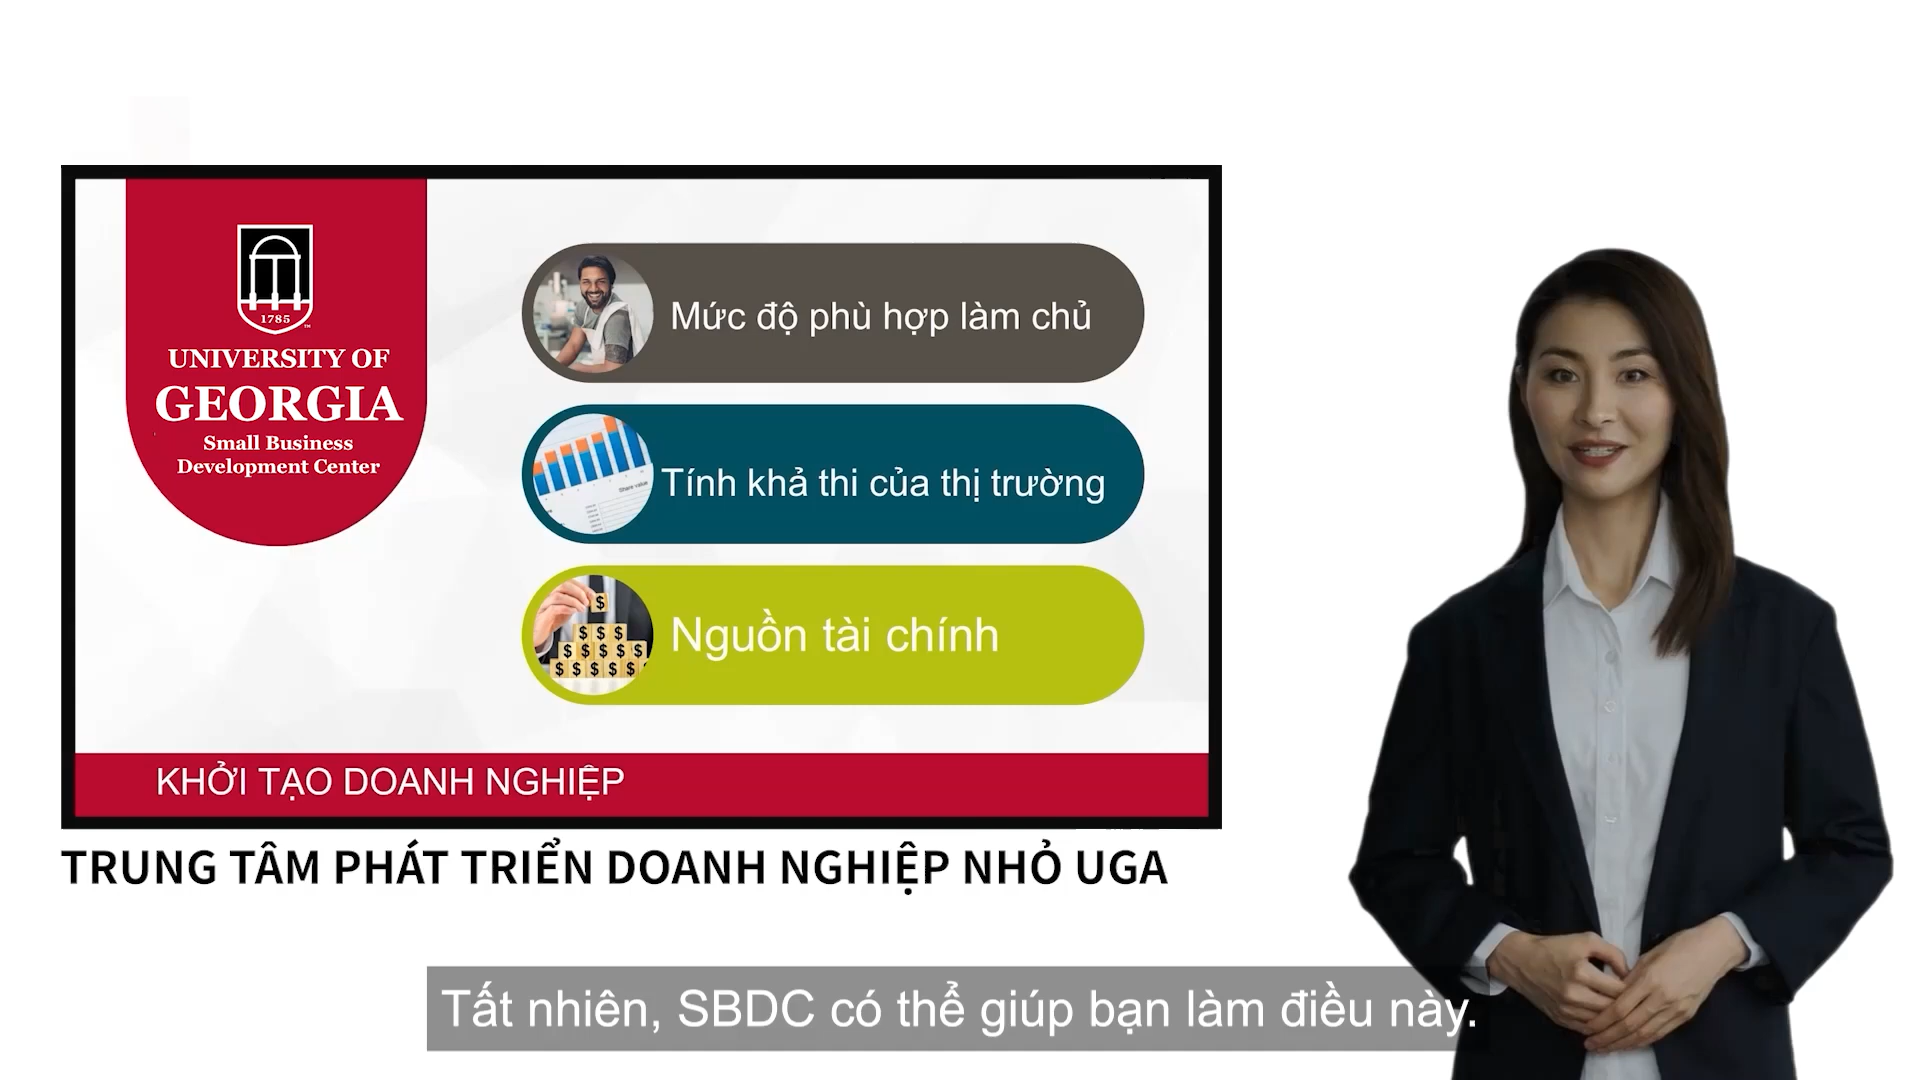 1785
UNIVERSITY OF
GEORGIA
Small Business
Development Center
Mức độ phù hợp làm chủ
Tính khả thi của thị trường
Share value
$
$ $ $
$ $ $ $ $
$ $ $ $ $
Nguồn tài chính
KHỞI TẠO DOANH NGHIỆP
TRUNG TÂM PHÁT TRIỂN DOANH NGHIỆP NHỎ UGA
Tất nhiên, SBDC có thể giúp bạn làm điều này.